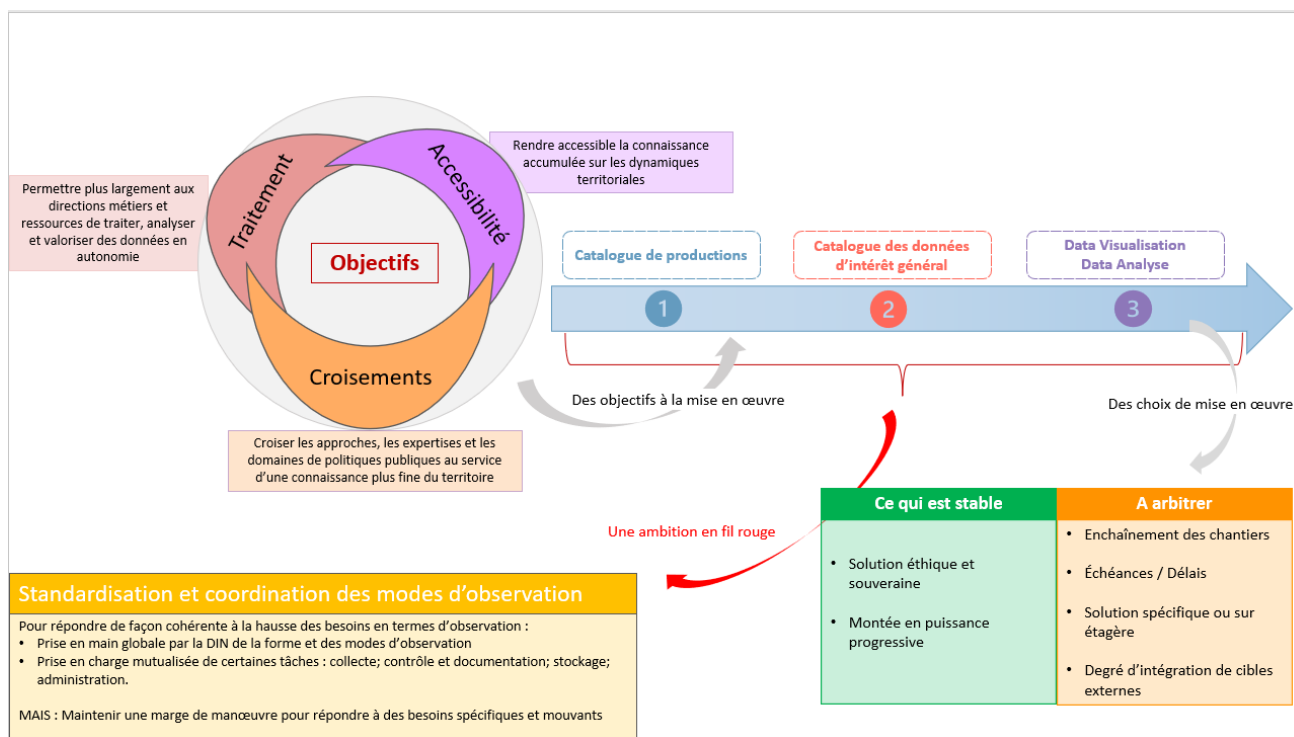 Traitement
Accessibilité
Croisements
Objectifs
Permettre plus largement aux
directions métiers et
ressources de traiter, analyser
et valoriser des données en
autonomie
Rendre accessible la connaissance
accumulée sur les dynamiques
territoriales
Croiser les approches, les expertises et les
domaines de politiques publiques au service
d’une connaissance plus fine du territoire
Catalogue de productions
Catalogue des données
d’intérêt général
Data Visualisation
Data Analyse
1
2
3
Des objectifs à la mise en œuvre
Des choix de mise en œuvre
Une ambition en fil rouge
Ce qui est stable
• Solution éthique et
souveraine
• Montée en puissance
progressive
A arbitrer
• Enchaînement des chantiers
• Échéances / Délais
• Solution spécifique ou sur
étagère
• Degré d’intégration de cibles
externes
Standardisation et coordination des modes d’observation
Pour répondre de façon cohérente à la hausse des besoins en termes d’observation :
• Prise en main globale par la DIN de la forme et des modes d’observation
• Prise en charge mutualisée de certaines tâches : collecte; contrôle et documentation; stockage;
administration.
MAIS : Maintenir une marge de manœuvre pour répondre à des besoins spécifiques et mouvants